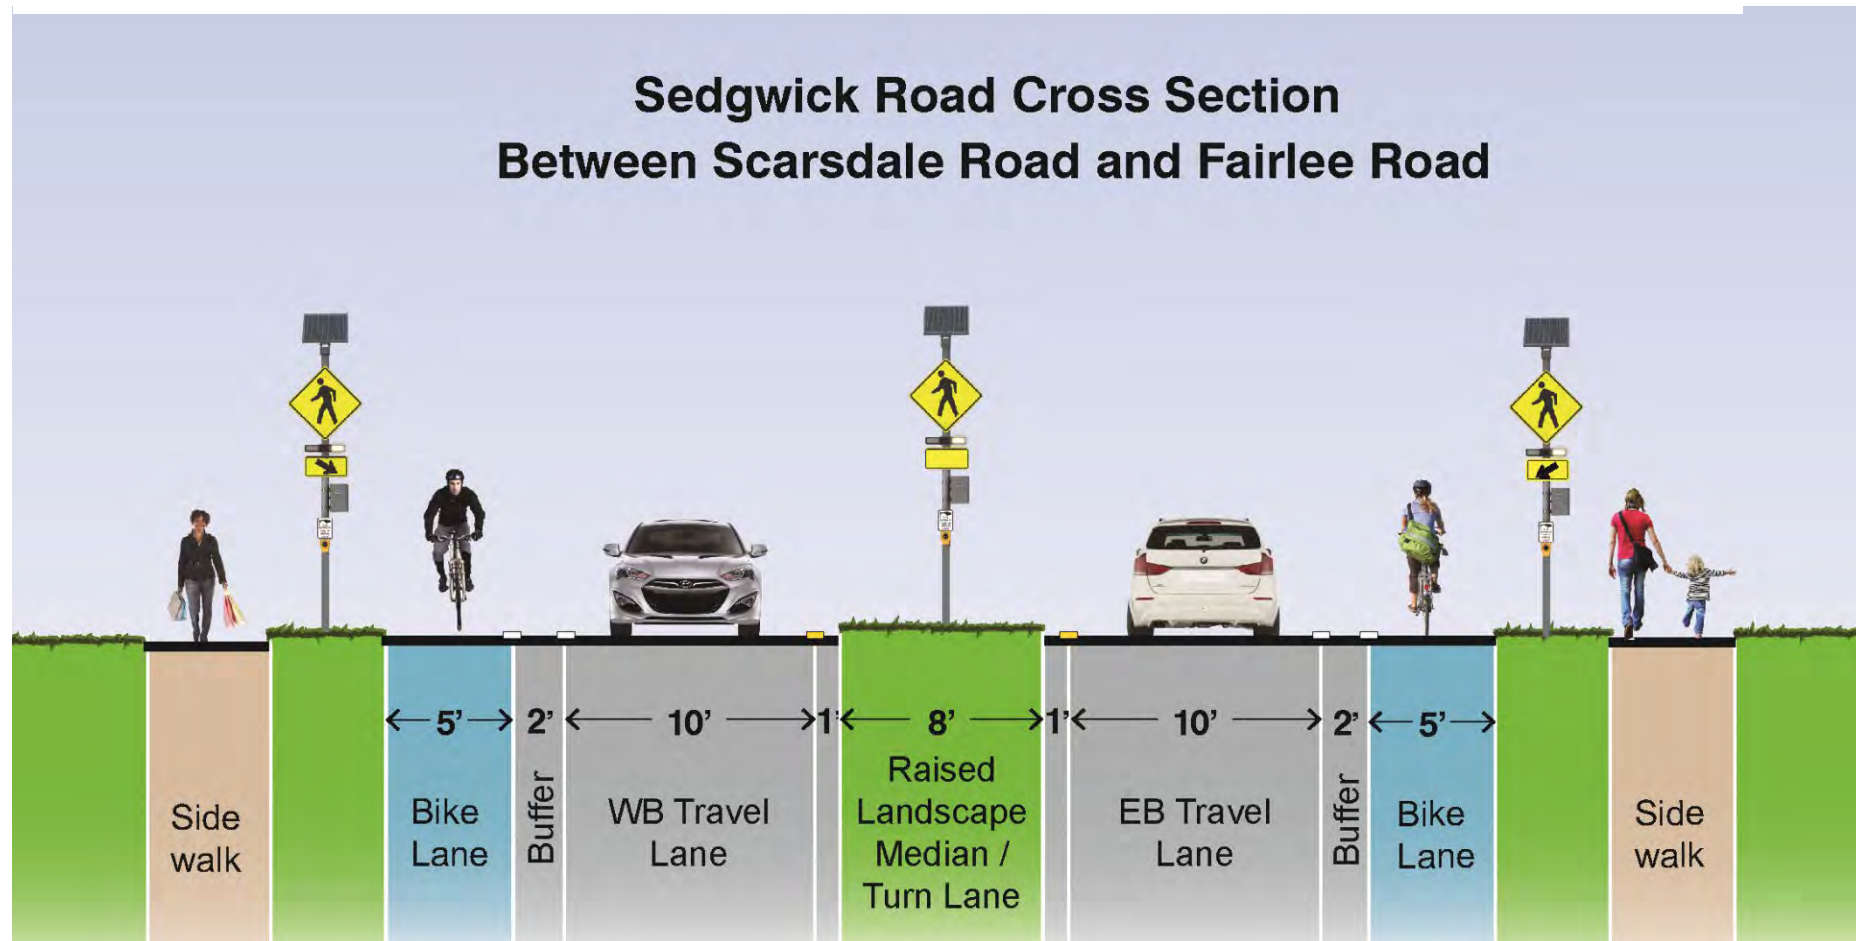 Sedgwick Road Cross Section
Between Scarsdale Road and Fairlee Road
5’
2’
10’
1’
8’
1’
10’
2’
5’
Side
walk
Bike
Lane
Buffer
WB Travel
Lane
Raised
Landscape
Median /
Turn Lane
EB Travel
Lane
Buffer
Bike
Lane
Side
walk